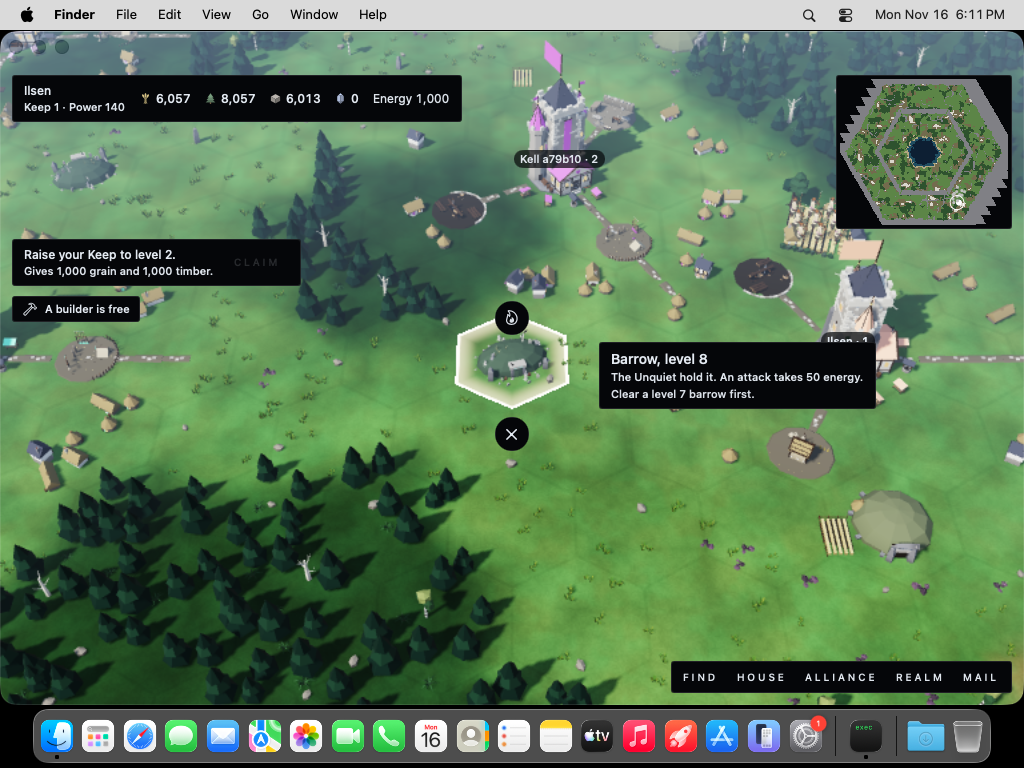 Finder File Edit View Go Window Help Mon Nov 16 6:11 PM
Ilsen
Keep 1 · Power 140
6,057 8,057 6,013 0 Energy 1,000
Kell a79b10 · 2
Raise your Keep to level 2.
Gives 1,000 grain and 1,000 timber.
CLAIM
A builder is free
Ilsen · 1
Barrow, level 8
The Unquiet hold it. An attack takes 50 energy.
Clear a level 7 barrow first.
FIND HOUSE ALLIANCE REALM MAIL
Mon
16
tv
1
exec